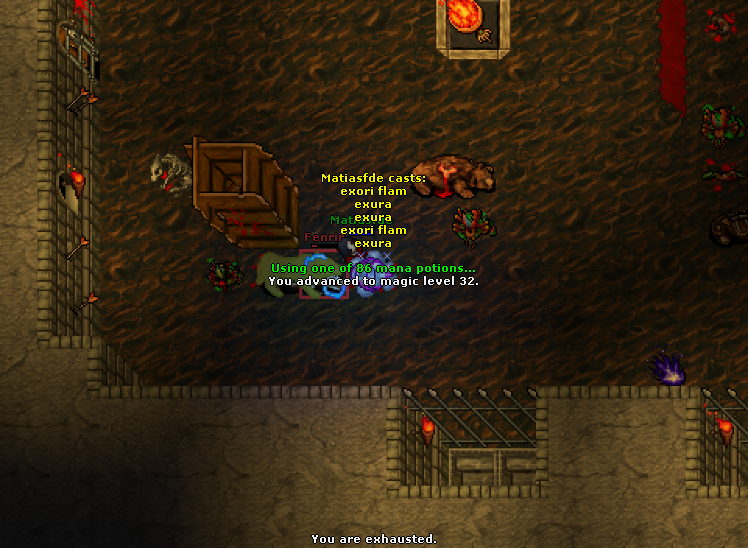 Matiasfde casts:
exori flam
exura
exura
exori flam
exura
Using one of 86 mana potions...
You advanced to magic level 32.
You are exhausted.